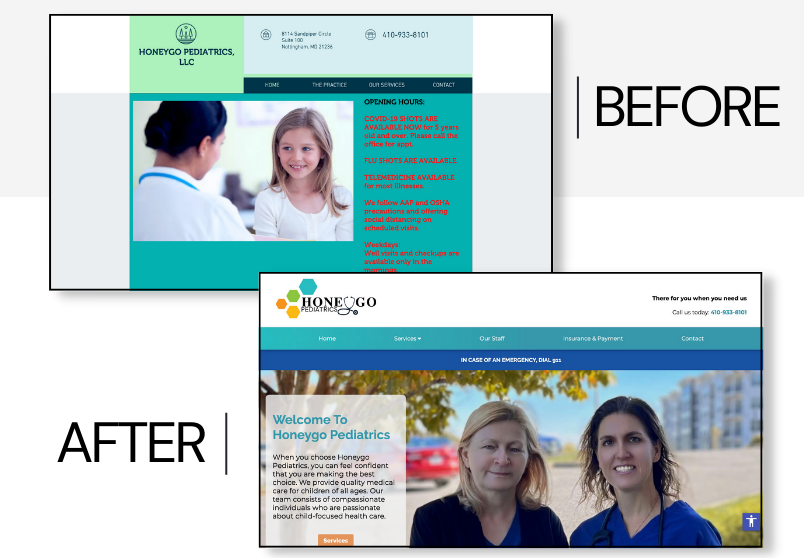 HONEYGO PEDIATRICS,
LLC
8114 Sandpiper Circle
Suite 100
Nottingham, MD 21236
410-933-8101
HOME THE PRACTICE OUR SERVICES CONTACT
OPENING HOURS:
COVID-19 SHOTS ARE
AVAILABLE NOW for 5 years
old and over. Please call the
office for appt.
FLU SHOTS ARE AVAILABLE.
TELEMEDICINE AVAILABLE
for most illnesses.
We follow AAP and OSHA
precautions and offering
social distancing on
scheduled visits.
Weekdays:
Well visits and checkups are
available only in the
mornings
BEFORE
AFTER
HONEYGO
PEDIATRICS
There for you when you need us
Call us today: 410-933-8101
Home Services Our Staff Insurance & Payment Contact
IN CASE OF AN EMERGENCY, DIAL 911
Welcome To
Honeygo Pediatrics
When you choose Honeygo
Pediatrics, you can feel confident
that you are making the best
choice. We provide quality medical
care for children of all ages. Our
team consists of compassionate
individuals who are passionate
about child-focused health care.
Services